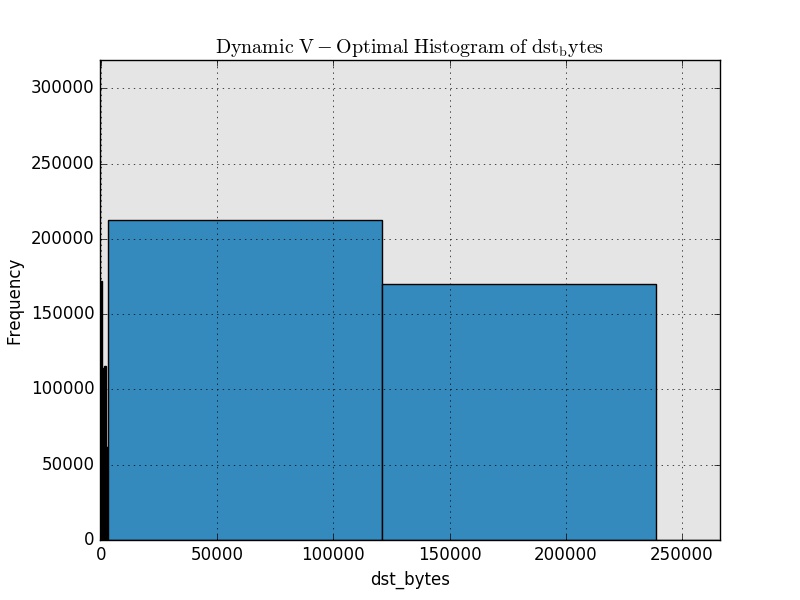 Dynamic V − Optimal Histogram of dst_bytes
300000
250000
200000
150000
100000
50000
0
Frequency
0 50000 100000 150000 200000 250000
dst_bytes